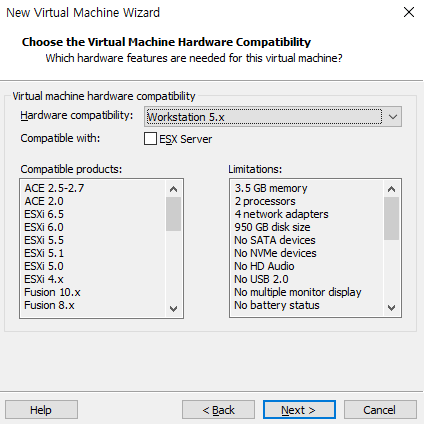 New Virtual Machine Wizard
Choose the Virtual Machine Hardware Compatibility
Which hardware features are needed for this virtual machine?
Virtual machine hardware compatibility
Hardware compatibility: Workstation 5.x
Compatible with: ESX Server
Compatible products:
ACE 2.5-2.7
ACE 2.0
ESXi 6.5
ESXi 6.0
ESXi 5.5
ESXi 5.1
ESXi 5.0
ESXi 4.x
Fusion 10.x
Fusion 8.x
Limitations:
3.5 GB memory
2 processors
4 network adapters
950 GB disk size
No SATA devices
No NVMe devices
No HD Audio
No USB 2.0
No multiple monitor display
No battery status
Help
< Back
Next >
Cancel